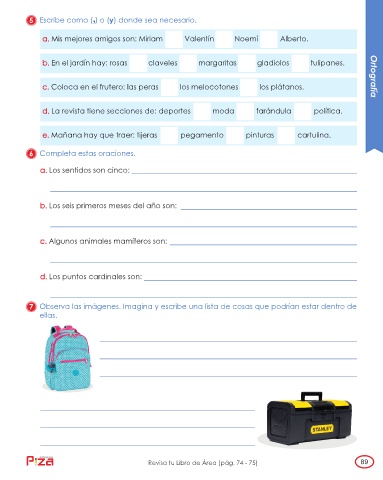 5 Escribe coma (,) o (y) donde sea necesario.
a. Mis mejores amigos son: Miriam Valentín Noemí Alberto.
b. En el jardín hay: rosas claveles margaritas gladiolos tulipanes.
c. Coloca en el frutero: las peras los melocotones los plátanos.
d. La revista tiene secciones de: deportes moda farándula política.
e. Mañana hay que traer: tijeras pegamento pinturas cartulina.
Ortografía
6 Completa estas oraciones.
a. Los sentidos son cinco:
b. Los seis primeros meses del año son:
c. Algunos animales mamíferos son:
d. Los puntos cardinales son:
7 Observa las imágenes. Imagina y escribe una lista de cosas que podrían estar dentro de
ellas.
STANLEY
Revisa tu Libro de Área (pág. 74 - 75)
89